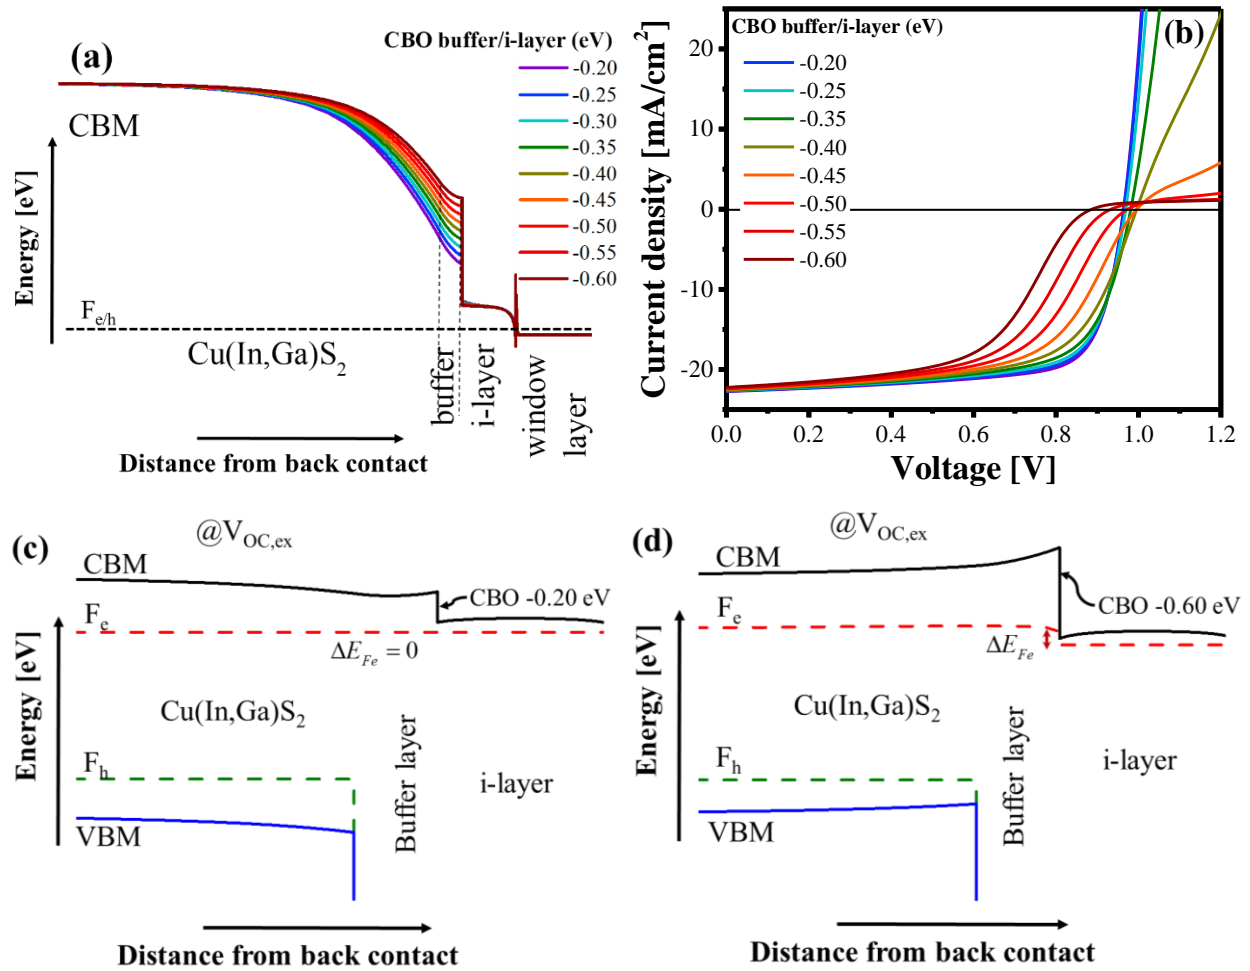 (a)
CBO buffer/i-layer (eV)
-0.20
-0.25
-0.30
-0.35
-0.40
-0.45
-0.50
-0.55
-0.60
CBM
Energy [eV]
F e/h
Cu(In,Ga)S2
buffer
i-layer
window
layer
Distance from back contact
(b)
CBO buffer/i-layer (eV)
-0.20
-0.25
-0.35
-0.40
-0.45
-0.50
-0.55
-0.60
Current density [mA/cm2]
20
10
0
-10
-20
0.0 0.2 0.4 0.6 0.8 1.0 1.2
Voltage [V]
(c)
@VOC,ex
CBM
CBO -0.20 eV
Fe
ΔEFe = 0
Energy [eV]
Cu(In,Ga)S2
Fh
VBM
Buffer layer
i-layer
Distance from back contact
(d)
@VOC,ex
CBM
CBO -0.60 eV
Fe
ΔEFe
Energy [eV]
Cu(In,Ga)S2
Fh
VBM
Buffer layer
i-layer
Distance from back contact